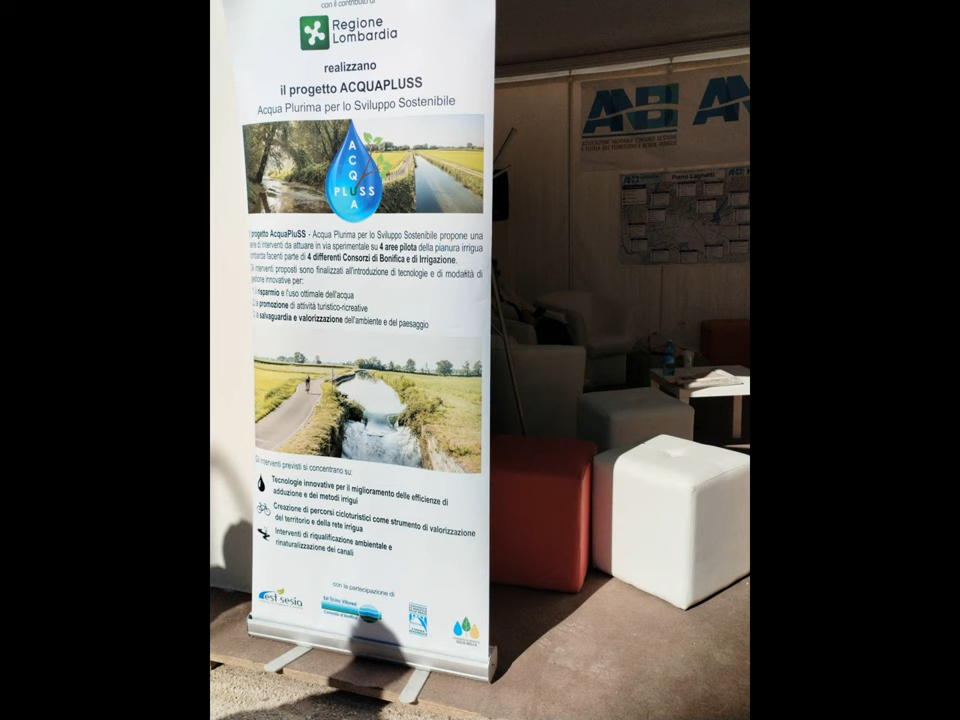 con il contributo di
Regione
Lombardia
realizzano
il progetto ACQUAPLUSS
Acqua Plurima per lo Sviluppo Sostenibile
ACQUA
PLUSS
progetto AcquaPluSS - Acqua Plurima per lo Sviluppo Sostenibile propone una
di interventi da attuare in via sperimentale su 4 aree pilota della pianura irrigua
facenti parte di 4 differenti Consorzi di Bonifica e di Irrigazione.
interventi proposti sono finalizzati all'introduzione di tecnologie e di modalità di
innovative per:
risparmio e l'uso ottimale dell'acqua
promozione di attività turistico-ricreative
salvaguardia e valorizzazione dell'ambiente e del paesaggio
Gli interventi previsti si concentrano su:
Tecnologie innovative per il miglioramento delle efficienze di
adduzione e dei metodi irrigui
Creazione di percorsi cicloturistici come strumento di valorizzazione
del territorio e della rete irrigua
Interventi di riqualificazione ambientale e
rinaturalizzazione dei canali
con la partecipazione di
est sesia
Est Ticino Villoresi
ANBI
AN